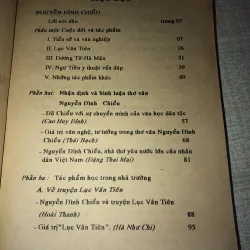 MỤC LỤC
NGUYỄN ĐÌNH CHIỂU
Lời nói đầu trang 05
Phần một Cuộc đời và tác phẩm
I. Tiểu sử và văn nghiệp 06
II. Lục Vân Tiên 16
III. Dương Từ Hà Mậu 31
IV. Ngư Tiều y thuật vấn đáp 40
V. Những tác phẩm khác
Phần hai: Nhận định và bình luận thơ văn
Nguyễn Đình Chiểu
- Đồ Chiểu với sự chuyển mình của văn học dân tộc
(Cao Huy Đỉnh) 57
- Giá trị văn nghệ, tư tưởng trong thơ văn Nguyễn Đình
Chiểu (Thái Bạch) 68
- Nguyễn Đình Chiểu, nhà thơ yêu nước lớn của nhân
dân Việt Nam (Đặng Thai Mai) 81
Phần ba: Tác phẩm học trong nhà trường
A. Về truyện Lục Vân Tiên
- Nguyễn Đình Chiểu và truyện Lục Vân Tiên
(Hoài Thanh) 88
- Giá trị "Lục Vân Tiên". (Hà Như Chi) 95